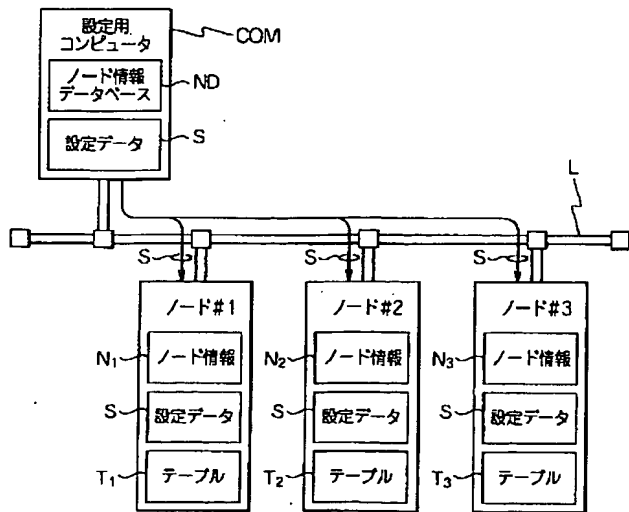 設定用
コンピュータ
COM
ノード情報
データベース
ND
設定データ
S
L
S
S
S
ノード#1
ノード#2
ノード#3
N1
ノード情報
N2
ノード情報
N3
ノード情報
S
設定データ
S
設定データ
S
設定データ
T1
テーブル
T2
テーブル
T3
テーブル